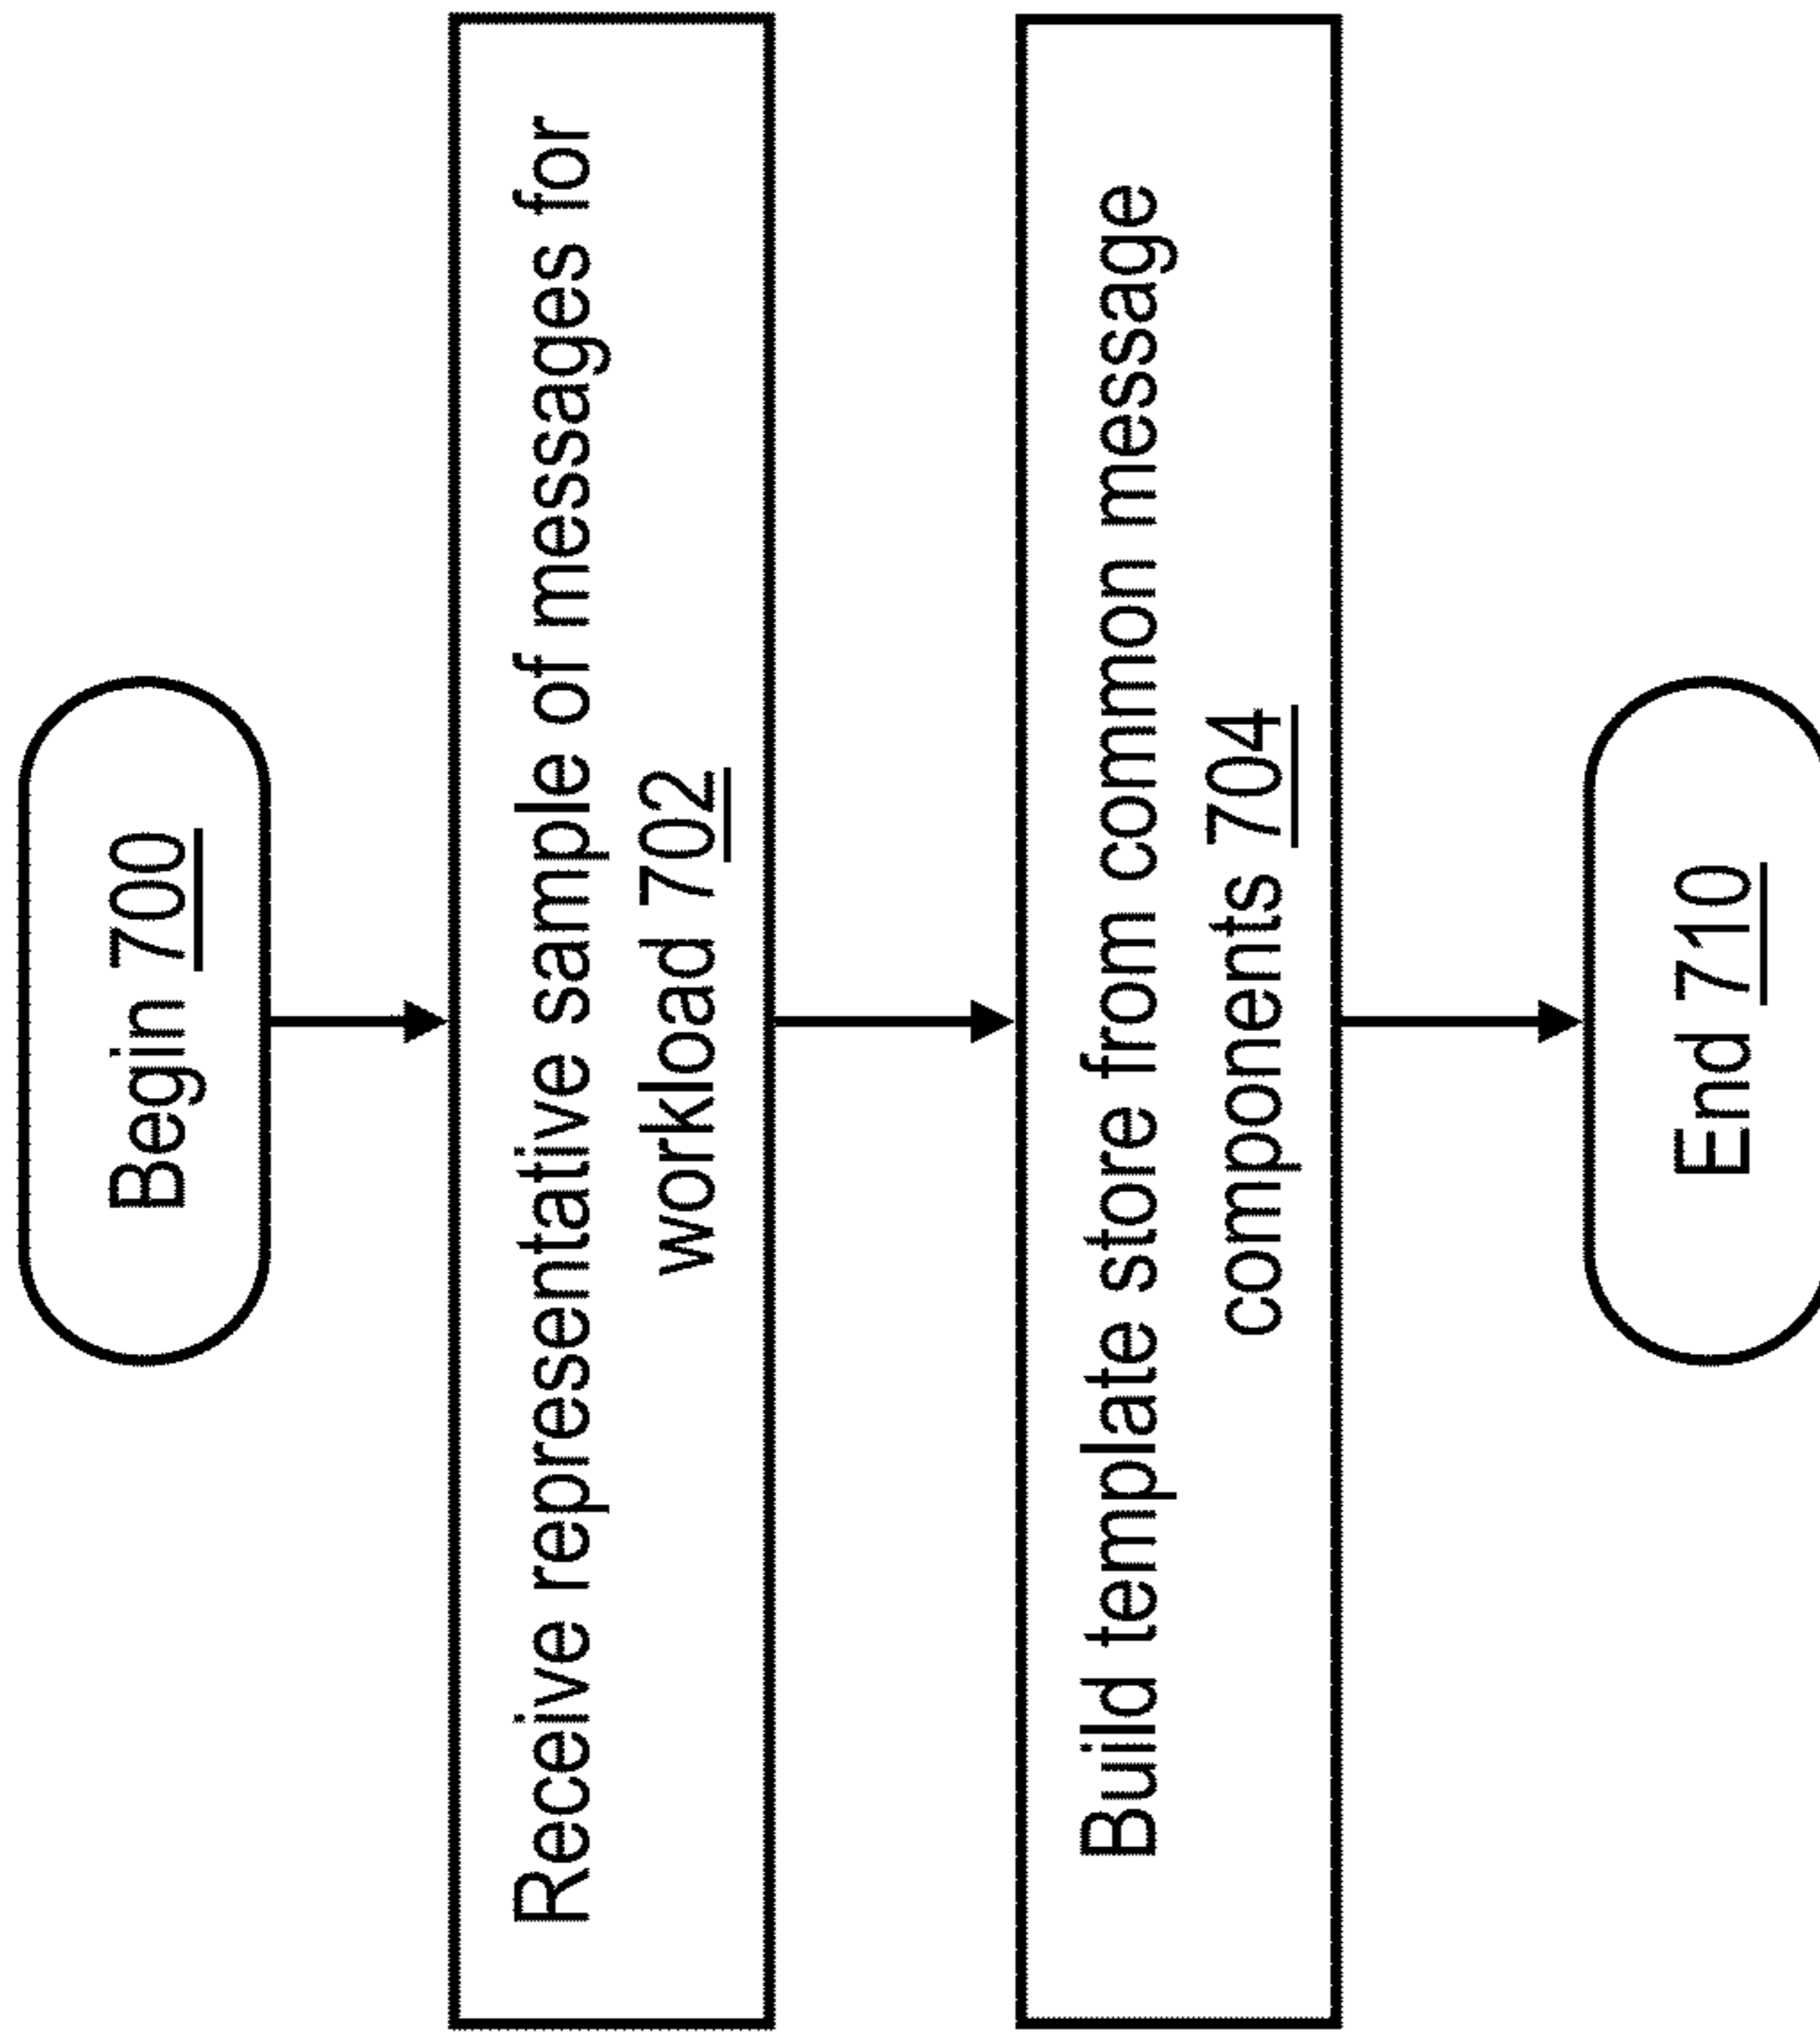 Begin 700
Receive representative sample of messages for
workload 702
Build template store from common message
components 704
End 710